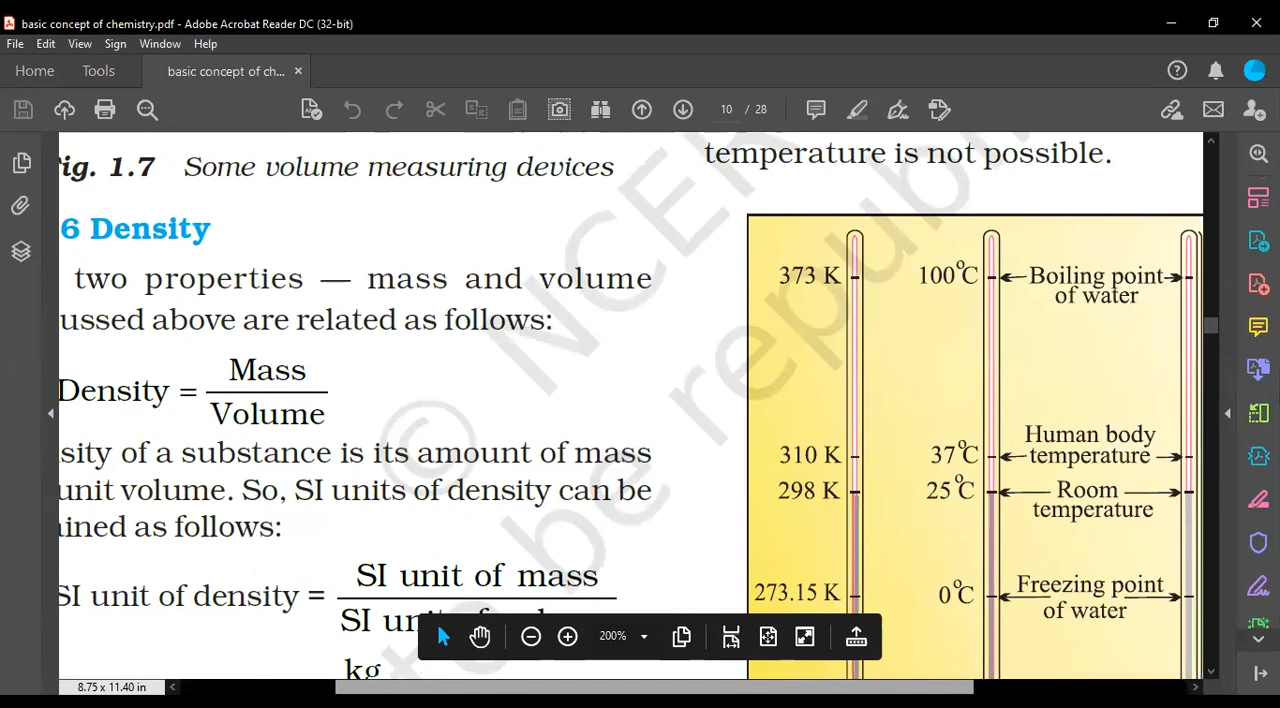 basic concept of chemistry.pdf - Adobe Acrobat Reader DC (32-bit)
File Edit View Sign Window Help
Home Tools basic concept of ch... ×
10 / 28
ig. 1.7 Some volume measuring devices
6 Density
two properties — mass and volume
ussed above are related as follows:
Density = Mass
Volume
sity of a substance is its amount of mass
unit volume. So, SI units of density can be
ined as follows:
SI unit of density = SI unit of mass
SI unit
kg
temperature is not possible.
373 K 100°C Boiling point
of water
310 K 37°C Human body
temperature
298 K 25°C Room
temperature
273.15 K 0°C Freezing point
of water
© NCER
be republi
to
200%
8.75 x 11.40 in